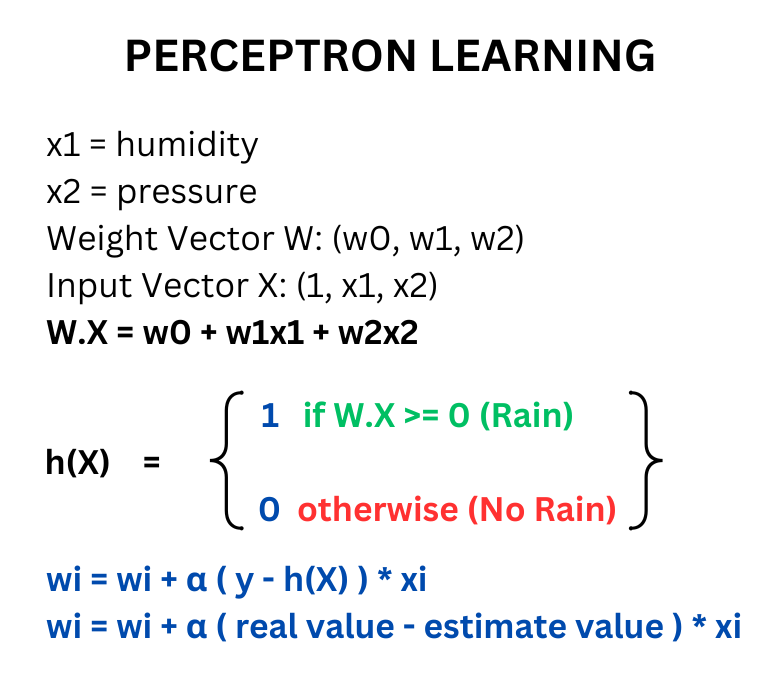 PERCEPTRON LEARNING
x1 = humidity
x2 = pressure
Weight Vector W: (w0, w1, w2)
Input Vector X: (1, x1, x2)
W.X = w0 + w1x1 + w2x2
1 if W.X >= 0 (Rain)
h(X) =
0 otherwise (No Rain)
wi = wi + α ( y - h(X) ) * xi
wi = wi + α ( real value - estimate value ) * xi